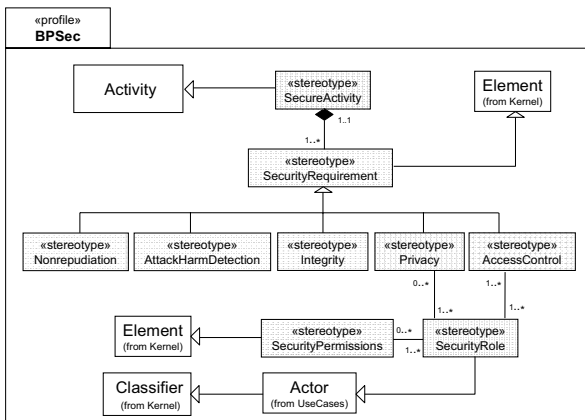 «profile»
BPSec
Activity
«stereotype»
SecureActivity
Element
(from Kernel)
1..1
1..*
«stereotype»
SecurityRequirement
«stereotype»
Nonrepudiation
«stereotype»
AttackHarmDetection
«stereotype»
Integrity
«stereotype»
Privacy
«stereotype»
AccessControl
0..*
1..*
1..*
1..*
Element
(from Kernel)
«stereotype»
SecurityPermissions
0..*
1..*
«stereotype»
SecurityRole
Classifier
(from Kernel)
Actor
(from UseCases)